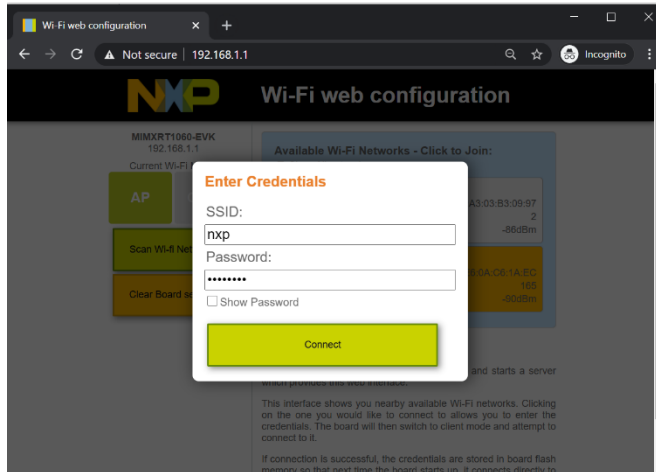 Wi-Fi web configuration
Not secure | 192.168.1.1
Incognito
NXP
Wi-Fi web configuration
MIMXRT1060-EVK
192.168.1.1
Current Wi-Fi
AP
Scan Wi-fi Net
Clear Board se
Available Wi-Fi Networks - Click to Join:
A3:03:B3:09:97
2
-86dBm
165
-90dBm
Enter Credentials
SSID:
nxp
Password:
••••••••
Show Password
Connect
and starts a server
which provides this web interface.
This interface shows you nearby available Wi-Fi networks. Clicking
on the one you would like to connect to allows you to enter the
credentials. The board will then switch to client mode and attempt to
connect to it.
If connection is successful, the credentials are stored in board flash
memory so that next time the board starts up, it connects directly to